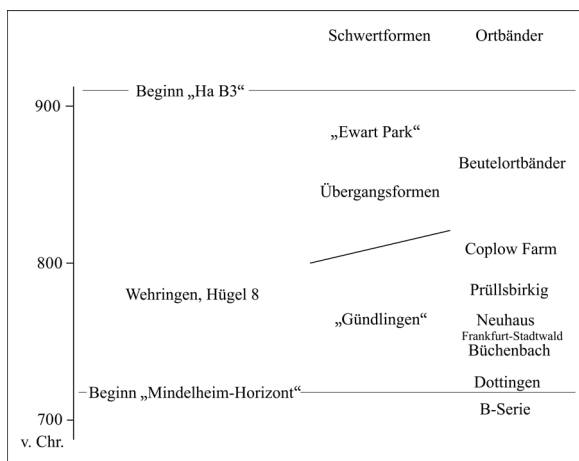 Schwertformen Ortbänder
Beginn „Ha B3“
900
„Ewart Park“
Beutelortbänder
Übergangsformen
Coplow Farm
800
Prüllsbirkig
Wehringen, Hügel 8
„Gündlingen“ Neuhaus
Frankfurt-Stadtwald
Büchenbach
Dottingen
Beginn „Mindelheim-Horizont“
B-Serie
700
v. Chr.